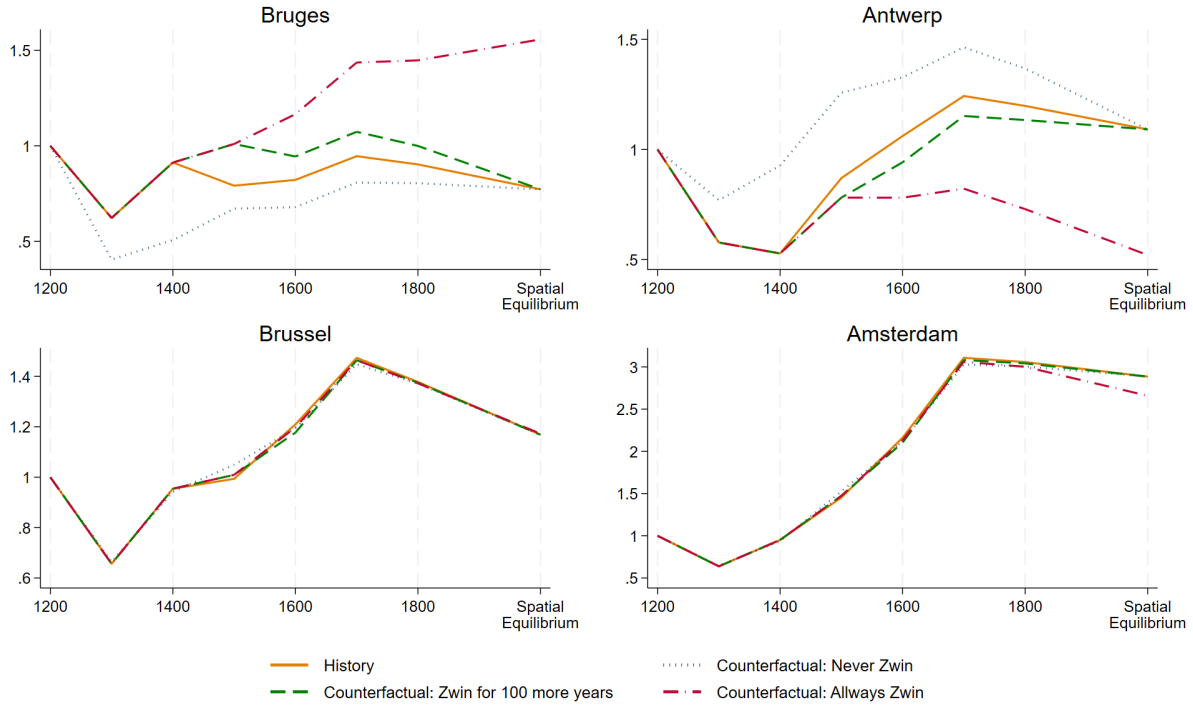 Bruges
1.5
1
.5
1200 1400 1600 1800 Spatial
Equilibrium
Antwerp
1.5
1
.5
1200 1400 1600 1800 Spatial
Equilibrium
Brussel
1.4
1.2
1
.8
.6
1200 1400 1600 1800 Spatial
Equilibrium
Amsterdam
3
2.5
2
1.5
1
.5
1200 1400 1600 1800 Spatial
Equilibrium
History
Counterfactual: Never Zwin
Counterfactual: Zwin for 100 more years
Counterfactual: Allways Zwin